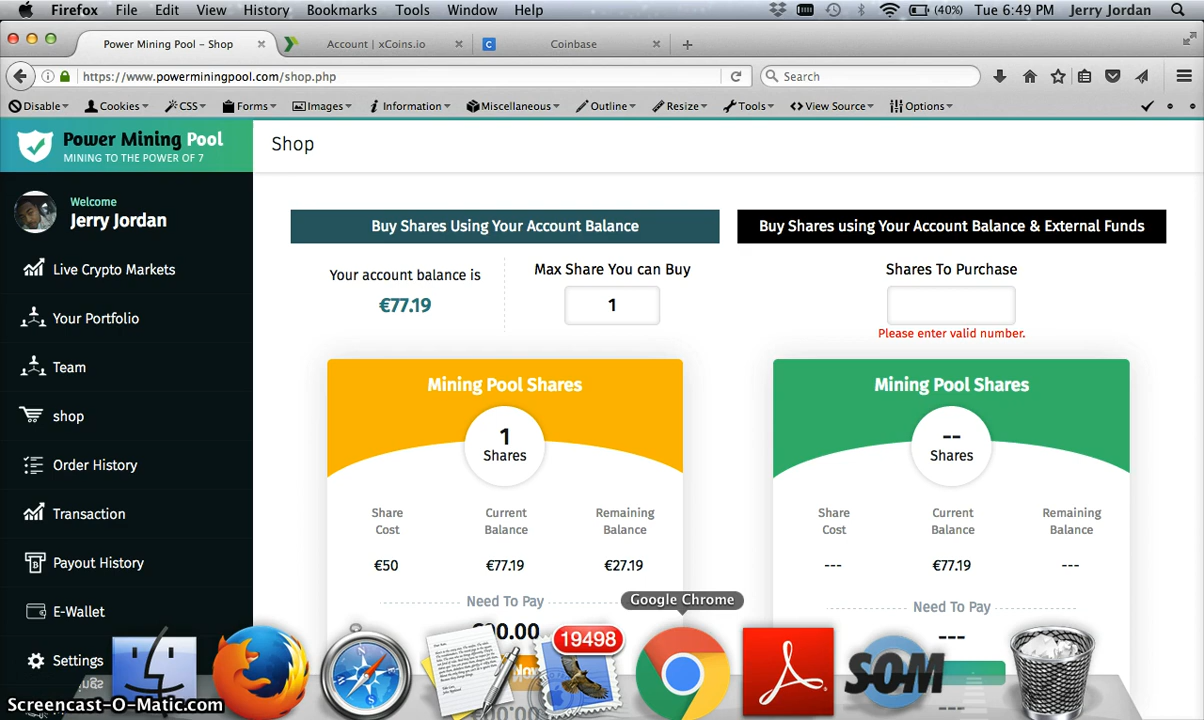 Firefox File Edit View History Bookmarks Tools Window Help (40%) Tue 6:49 PM Jerry Jordan
Power Mining Pool – Shop × Account | xCoins.io × C Coinbase × +
https://www.powerminingpool.com/shop.php Search
Disable Cookies CSS Forms Images Information Miscellaneous Outline Resize Tools View Source Options
Power Mining Pool
MINING TO THE POWER OF 7
Shop
Welcome
Jerry Jordan
Live Crypto Markets
Your Portfolio
Team
shop
Order History
Transaction
Payout History
E-Wallet
Settings
Buy Shares Using Your Account Balance
Your account balance is
€77.19
Max Share You can Buy
1
Mining Pool Shares
1
Shares
Share Cost
Current Balance
Remaining Balance
€50 €77.19 €27.19
Need To Pay
Buy Shares using Your Account Balance & External Funds
Shares To Purchase
Please enter valid number.
Mining Pool Shares
--
Shares
Share Cost
Current Balance
Remaining Balance
--- €77.19 ---
Need To Pay
---
Google Chrome
19498
SOM
Screencast-O-Matic.com